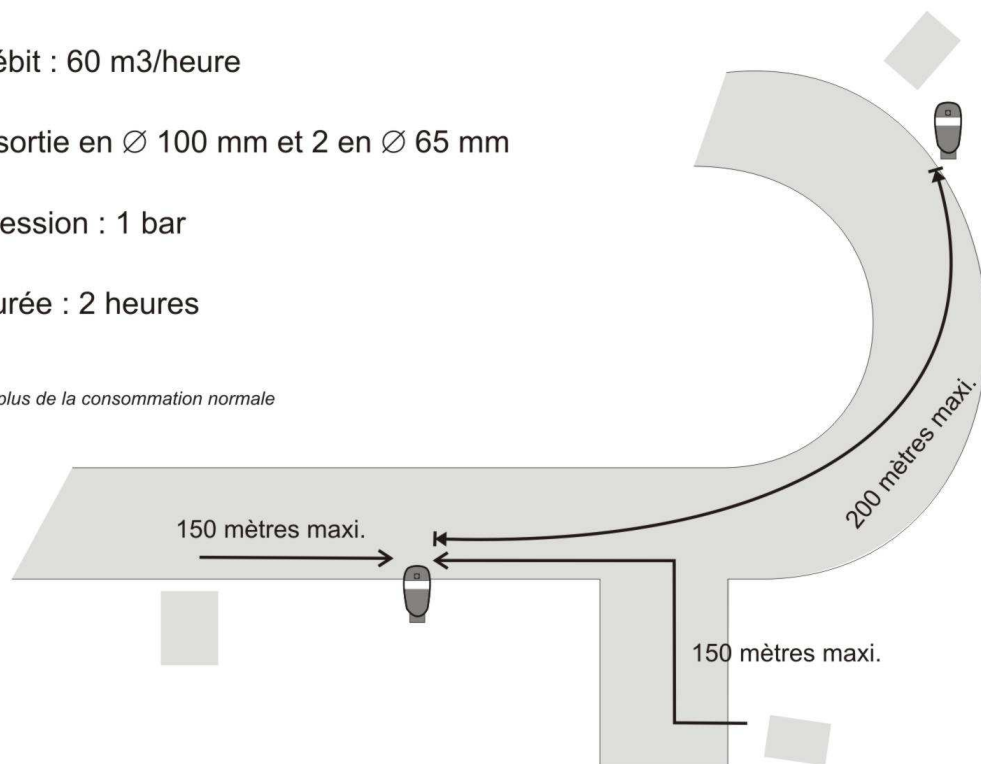 ébit : 60 m3/heure
sortie en ∅ 100 mm et 2 en ∅ 65 mm
ession : 1 bar
urée : 2 heures
plus de la consommation normale
200 mètres maxi.
150 mètres maxi.
150 mètres maxi.